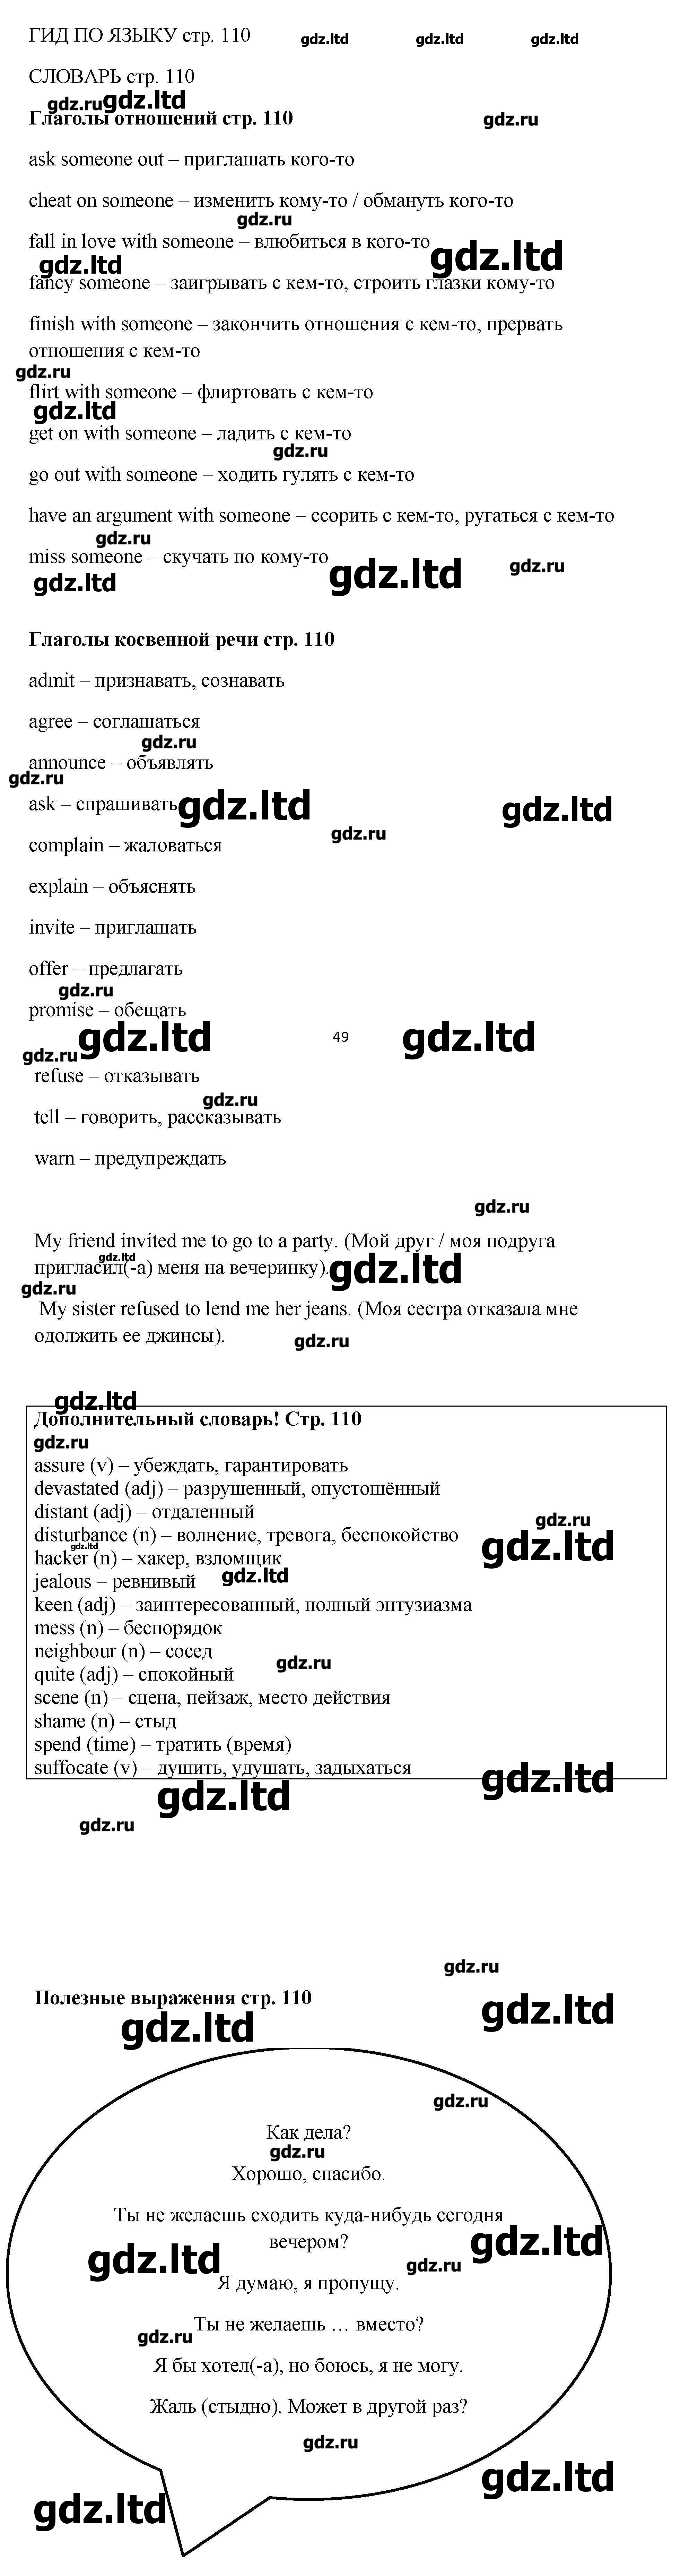 ГИД ПО ЯЗЫКУ стр. 110
gdz.ltd gdz.ltd gdz.ltd
СЛОВАРЬ стр. 110
gdz.ru gdz.ltd
Глаголы отношений стр. 110
gdz.ru
ask someone out – приглашать кого-то
cheat on someone – изменить кому-то / обмануть кого-то
gdz.ru
fall in love with someone – влюбиться в кого-то
gdz.ltd
gdz.ltd
fancy someone – заигрывать с кем-то, строить глазки кому-то
finish with someone – закончить отношения с кем-то, прервать
отношения с кем-то
gdz.ru
flirt with someone – флиртовать с кем-то
gdz.ltd
get on with someone – ладить с кем-то
gdz.ru
go out with someone – ходить гулять с кем-то
have an argument with someone – ссорить с кем-то, ругаться с кем-то
gdz.ru
miss someone – скучать по кому-то
gdz.ltd gdz.ru
gdz.ltd
Глаголы косвенной речи стр. 110
admit – признавать, сознавать
agree – соглашаться
gdz.ru
announce – объявлять
gdz.ru
ask – спрашивать
gdz.ltd gdz.ltd
gdz.ru
complain – жаловаться
explain – объяснять
invite – приглашать
offer – предлагать
gdz.ru
promise – обещать
gdz.ltd 49 gdz.ltd
gdz.ru
refuse – отказывать
gdz.ru
tell – говорить, рассказывать
warn – предупреждать
gdz.ru
My friend invited me to go to a party. (Мой друг / моя подруга
gdz.ltd
пригласил(-а) меня на вечеринку).
gdz.ltd
gdz.ru
My sister refused to lend me her jeans. (Моя сестра отказала мне
одолжить ее джинсы).
gdz.ru
gdz.ltd
Дополнительный словарь! Стр. 110
gdz.ru
assure (v) – убеждать, гарантировать
devastated (adj) – разрушенный, опустошённый
distant (adj) – отдаленный
gdz.ru
disturbance (n) – волнение, тревога, беспокойство
gdz.ltd gdz.ltd
hacker (n) – хакер, взломщик
gdz.ltd
jealous – ревнивый
keen (adj) – заинтересованный, полный энтузиазма
mess (n) – беспорядок
neighbour (n) – сосед
gdz.ru
quite (adj) – спокойный
scene (n) – сцена, пейзаж, место действия
shame (n) – стыд
spend (time) – тратить (время)
suffocate (v) – душить, удушать, задыхаться
gdz.ltd
gdz.ltd
gdz.ru
gdz.ru
Полезные выражения стр. 110
gdz.ltd
gdz.ltd
gdz.ru
Как дела?
gdz.ru
Хорошо, спасибо.
Ты не желаешь сходить куда-нибудь сегодня
вечером?
gdz.ltd
gdz.ltd gdz.ru
Я думаю, я пропущу.
Ты не желаешь … вместо?
gdz.ru
Я бы хотел(-а), но боюсь, я не могу.
Жаль (стыдно). Может в другой раз?
gdz.ru
gdz.ltd
gdz.ltd